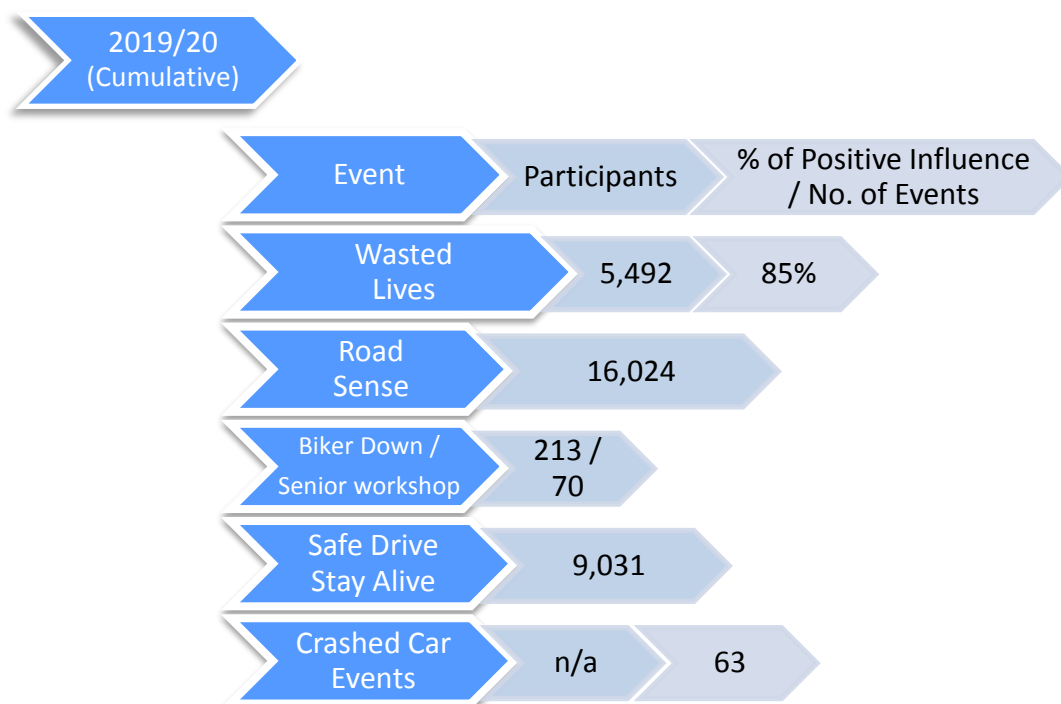 2019/20
(Cumulative)
Event
Participants
% of Positive Influence
/ No. of Events
Wasted
Lives
5,492
85%
Road
Sense
16,024
Biker Down /
Senior workshop
213 /
70
Safe Drive
Stay Alive
9,031
Crashed Car
Events
n/a
63